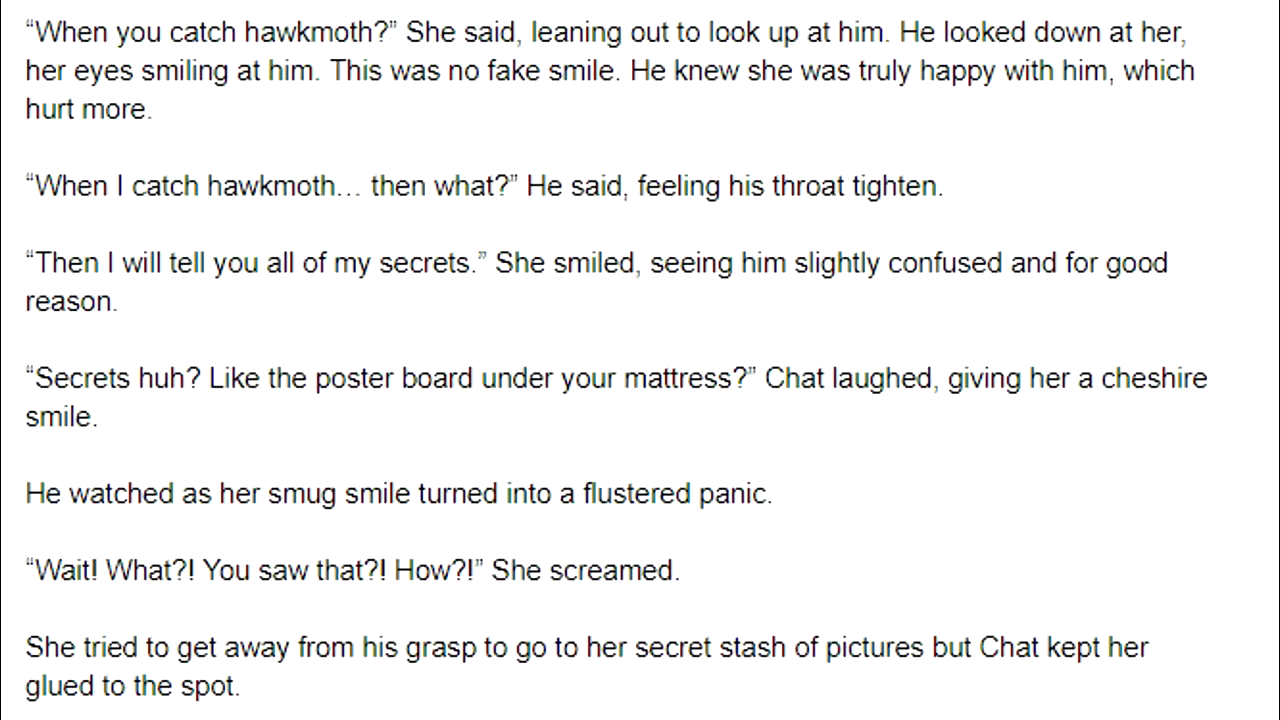 “When you catch hawkmoth?” She said, leaning out to look up at him. He looked down at her,
her eyes smiling at him. This was no fake smile. He knew she was truly happy with him, which
hurt more.
“When I catch hawkmoth… then what?” He said, feeling his throat tighten.
“Then I will tell you all of my secrets.” She smiled, seeing him slightly confused and for good
reason.
“Secrets huh? Like the poster board under your mattress?” Chat laughed, giving her a cheshire
smile.
He watched as her smug smile turned into a flustered panic.
“Wait! What?! You saw that?! How?!” She screamed.
She tried to get away from his grasp to go to her secret stash of pictures but Chat kept her
glued to the spot.